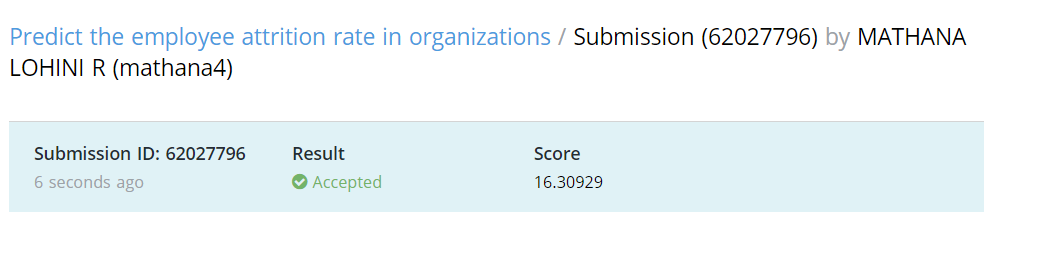 Predict the employee attrition rate in organizations / Submission (62027796) by MATHANA
LOHINI R (mathana4)
Submission ID: 62027796 Result Score
6 seconds ago Accepted 16.30929